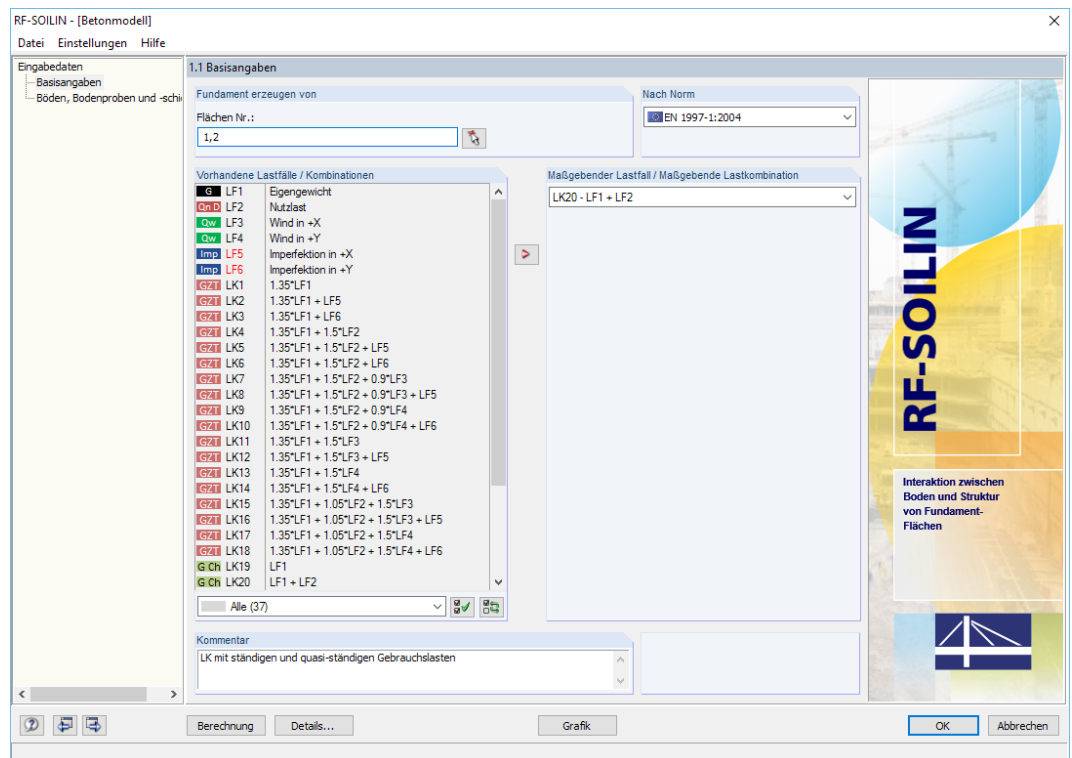 RF-SOILIN - [Betonmodell]
Datei Einstellungen Hilfe
Eingabedaten
Basisangaben
Böden, Bodenproben und -schi
1.1 Basisangaben
Fundament erzeugen von
Flächen Nr.:
1,2
Nach Norm
EN 1997-1:2004
Vorhandene Lastfälle / Kombinationen
G LF1 Eigengewicht
Qn D LF2 Nutzlast
Qw LF3 Wind in +X
Qw LF4 Wind in +Y
Imp LF5 Imperfektion in +X
Imp LF6 Imperfektion in +Y
GZT LK1 1.35*LF1
GZT LK2 1.35*LF1 + LF5
GZT LK3 1.35*LF1 + LF6
GZT LK4 1.35*LF1 + 1.5*LF2
GZT LK5 1.35*LF1 + 1.5*LF2 + LF5
GZT LK6 1.35*LF1 + 1.5*LF2 + LF6
GZT LK7 1.35*LF1 + 1.5*LF2 + 0.9*LF3
GZT LK8 1.35*LF1 + 1.5*LF2 + 0.9*LF3 + LF5
GZT LK9 1.35*LF1 + 1.5*LF2 + 0.9*LF4
GZT LK10 1.35*LF1 + 1.5*LF2 + 0.9*LF4 + LF6
GZT LK11 1.35*LF1 + 1.5*LF3
GZT LK12 1.35*LF1 + 1.5*LF3 + LF5
GZT LK13 1.35*LF1 + 1.5*LF4
GZT LK14 1.35*LF1 + 1.5*LF4 + LF6
GZT LK15 1.35*LF1 + 1.05*LF2 + 1.5*LF3
GZT LK16 1.35*LF1 + 1.05*LF2 + 1.5*LF3 + LF5
GZT LK17 1.35*LF1 + 1.05*LF2 + 1.5*LF4
GZT LK18 1.35*LF1 + 1.05*LF2 + 1.5*LF4 + LF6
G Ch LK19 LF1
G Ch LK20 LF1 + LF2
Alle (37)
Maßgebender Lastfall / Maßgebende Lastkombination
LK20 - LF1 + LF2
Kommentar
LK mit ständigen und quasi-ständigen Gebrauchslasten
RF-SOILIN
Interaktion zwischen
Boden und Struktur
von Fundament-
Flächen
Berechnung Details... Grafik OK Abbrechen